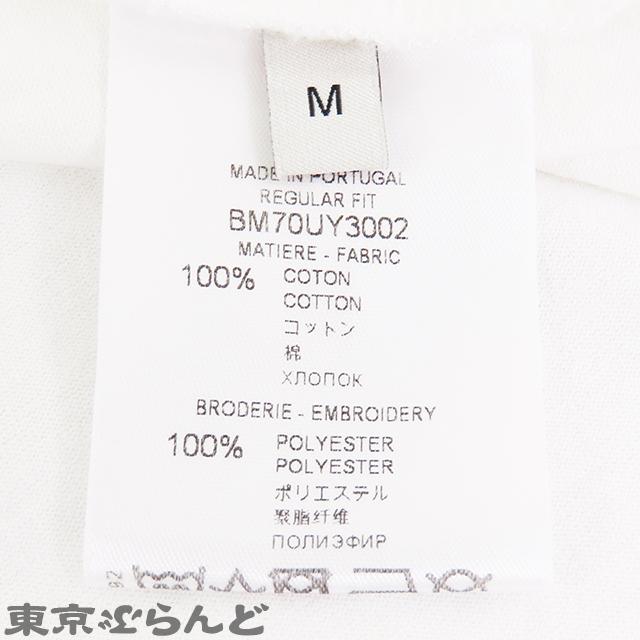 M
MADE IN PORTUGAL
REGULAR FIT
BM70UY3002
MATIERE - FABRIC
100% COTON
COTTON
コットン
棉
ХЛОПОК
BRODERIE - EMBROIDERY
100% POLYESTER
POLYESTER
ポリエステル
聚脂纤维
ПОЛИЭФИР
東京ぶらんど